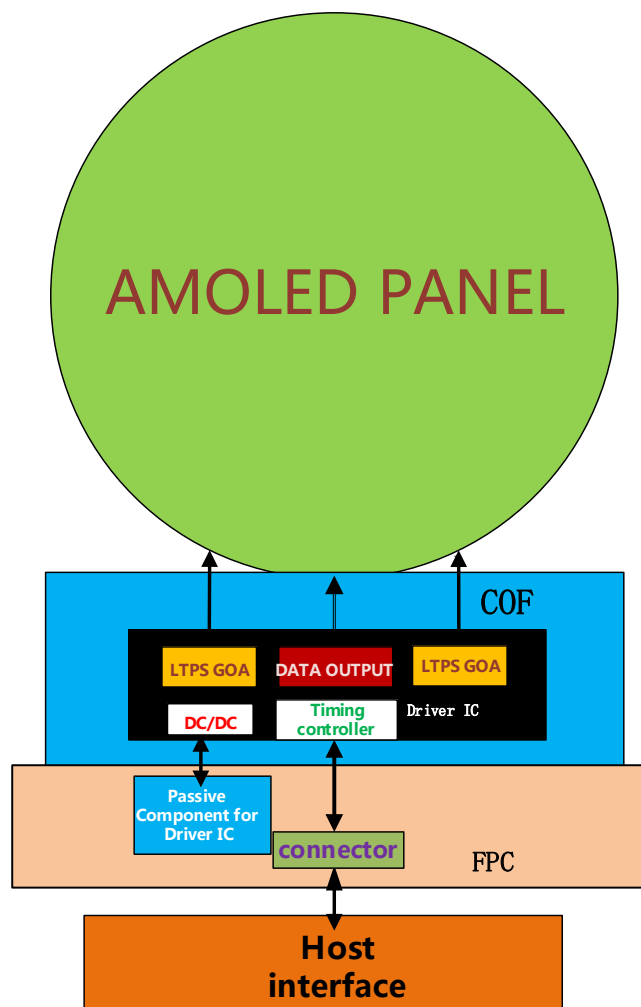 AMOLED PANEL
COF
LTPS GOA
DATA OUTPUT
LTPS GOA
DC/DC
Timing
controller
Driver IC
Passive
Component for
Driver IC
connector
FPC
Host
interface